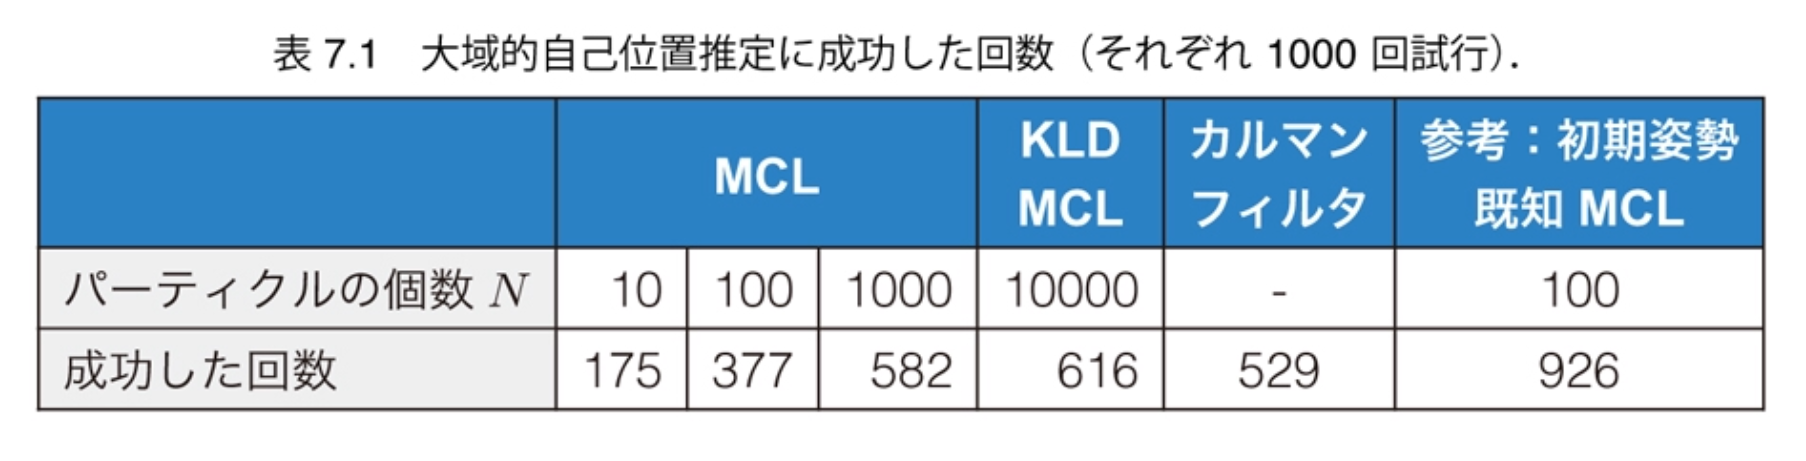 表 7.1 大域的自己位置推定に成功した回数（それぞれ 1000 回試行）．
MCL
KLD
MCL
カルマン
フィルタ
参考：初期姿勢
既知 MCL
パーティクルの個数 N 10 100 1000 10000 - 100
成功した回数 175 377 582 616 529 926